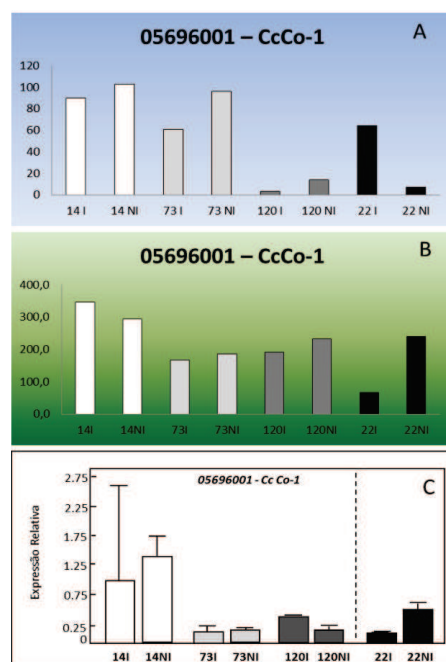 A
05696001 – CcCo-1
120
100
80
60
40
20
0
14 I 14 NI 73 I 73 NI 120 I 120 NI 22 I 22 NI
B
05696001 – CcCo-1
400,0
300,0
200,0
100,0
0,0
14I 14NI 73I 73NI 120I 120NI 22I 22NI
C
05696001 - Cc Co-1
Expressão Relativa
2.75
2.25
1.75
0.75
0.25
0
14I 14NI 73I 73NI 120I 120NI 22I 22NI